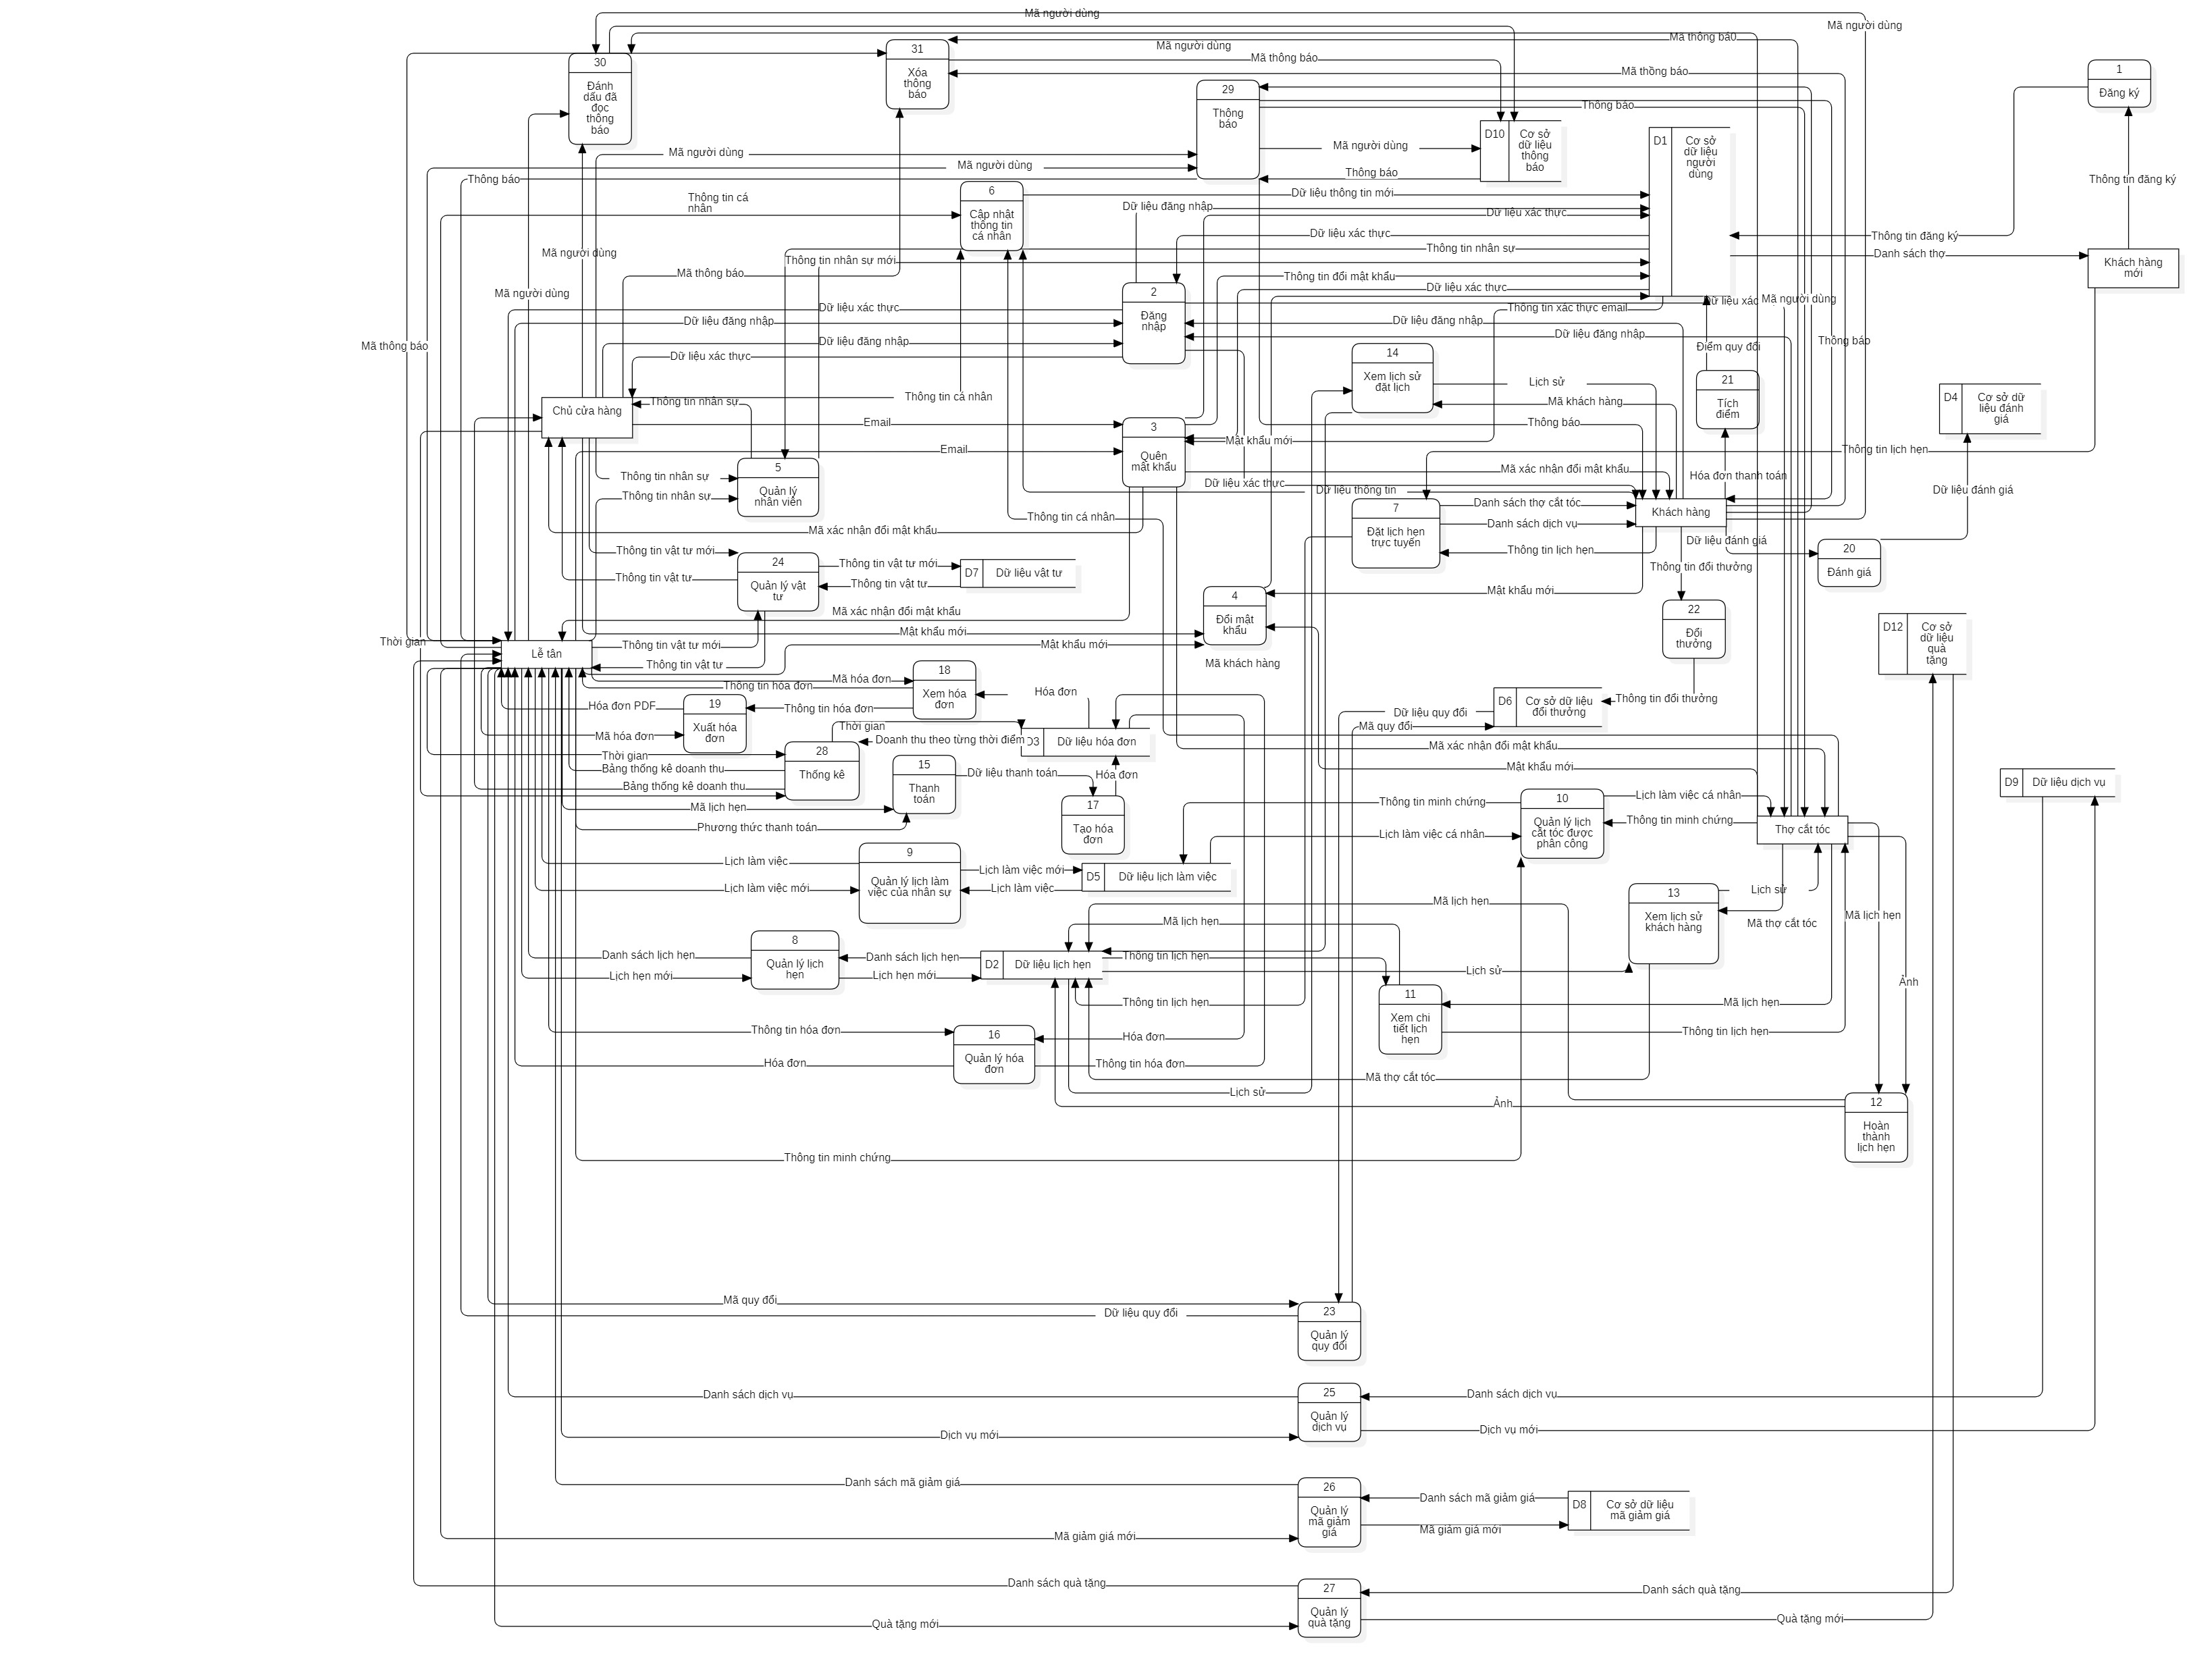 Mã người dùng
Mã người dùng
Mã thông bá0
Mã người dùng
31
Xóa
thông
báo
Mã thông báo
30
Đánh
dấu đã
đọc
thông
báo
Mã thồng báo
1
Đăng ký
29
Thông
báo
Thông báo
D10
Cơ sở
dữ liệu
thông
báo
D1
Cơ sở
dữ liệu
người
dùng
Mã người dùng
Mã người dùng
Mã người dùng
Thông báo
Thông báo
Thông tin đăng ký
6
Cập nhật
thông tin
cá nhân
Dữ liệu thông tin mới
Thông tin cá
nhân
Dữ liệu đăng nhập
Dữ liệu xác thực
Dữ liệu xác thực
Thông tin đăng ký
Mã người dùng
Thông tin nhân sự
Danh sách thợ
Thông tin nhân sự mới
Khách hàng
mới
Mã thông báo
Thông tin đổi mật khẩu
Dữ liệu xác thực
Mã người dùng
2
Đăng
nhập
Dữ liệu xác
Mã người dùng
Dữ liệu xác thực
Thông tin xác thực email
Dữ liệu đăng nhập
Dữ liệu đăng nhập
Dữ liệu đăng nhập
Dữ liệu đăng nhập
Thông báo
Mã thông báo
Điểm quy đổi
Dữ liệu xác thực
14
Xem lịch sử
đặt lịch
Lịch sử
21
Tích
điểm
D4
Cơ sở dữ
liệu đánh
giá
Thông tin cá nhân
Thông tin nhân sự
Mã khách hàng
Chủ cửa hàng
Email
3
Quên
mật khẩu
Thông báo
Mật khẩu mới
Email
Thông tin lịch hẹn
5
Quản lý
nhân viên
Thông tin nhân sự
Mã xác nhận đổi mật khẩu
Hóa đơn thanh toán
Dữ liệu xác thực
Dữ liệu thông tin
Dữ liệu đánh giá
Thông tin nhân sự
7
Đặt lịch hẹn
trực tuyến
Danh sách thợ cắt tóc
Khách hàng
Thông tin cá nhân
Danh sách dịch vụ
Mã xác nhận đổi mật khẩu
Dữ liệu đánh giá
Thông tin vật tư mới
Thông tin lịch hẹn
20
Đánh giá
24
Quản lý vật
tư
Thông tin vật tư mới
D7
Dữ liệu vật tư
Thông tin đổi thưởng
Thông tin vật tư
Thông tin vật tư
Mật khẩu mới
4
Đổi mật
khẩu
22
Đổi
thưởng
Mã xác nhận đổi mật khẩu
D12
Cơ sở
dữ liệu
quà
tặng
Mật khẩu mới
Thời gian
Thông tin vật tư mới
Mật khẩu mới
Lễ tân
Thông tin vật tư
Mã khách hàng
18
Xem hóa
đơn
Mã hóa đơn
Thông tin hóa đơn
Hóa đơn
D6
Cơ sở dữ liệu
đổi thưởng
Thông tin đổi thưởng
19
Xuất hóa
đơn
Hóa đơn PDF
Thông tin hóa đơn
Dữ liệu quy đổi
Thời gian
Mã quy đổi
Mã hóa đơn
Doanh thu theo từng thời điểm
D3
Dữ liệu hóa đơn
Mã xác nhận đổi mật khẩu
28
Thống kê
Thời gian
Bảng thống kê doanh thu
15
Thanh
toán
Dữ liệu thanh toán
Hóa đơn
Mật khẩu mới
D9
Dữ liệu dịch vụ
Bảng thống kê doanh thu
17
Tạo hóa
đơn
Thông tin minh chứng
10
Quản lý lịch
cắt tóc được
phân công
Lịch làm việc cá nhân
Mã lịch hẹn
Thông tin minh chứng
Thợ cắt tóc
Phương thức thanh toán
Lịch làm việc cá nhân
9
Quản lý lịch làm
việc của nhân sự
Lịch làm việc
Lịch làm việc mới
D5
Dữ liệu lịch làm việc
Lịch làm việc mới
Lịch làm việc
13
Xem lịch sử
khách hàng
Lịch sử
Mã lịch hẹn
Mã lịch hẹn
Mã lịch hẹn
Mã thợ cắt tóc
8
Quản lý lịch
hẹn
Danh sách lịch hẹn
Danh sách lịch hẹn
D2
Dữ liệu lịch hẹn
Thông tin lịch hẹn
Lịch sử
Lịch hẹn mới
Lịch hẹn mới
Ảnh
11
Xem chi
tiết lịch
hẹn
Thông tin lịch hẹn
Mã lịch hẹn
16
Quản lý hóa
đơn
Thông tin hóa đơn
Hóa đơn
Thông tin lịch hẹn
Hóa đơn
Thông tin hóa đơn
Mã thợ cắt tóc
Lịch sử
Ảnh
12
Hoàn
thành
lịch hẹn
Thông tin minh chứng
Mã quy đổi
Dữ liệu quy đổi
23
Quản lý
quy đổi
Danh sách dịch vụ
25
Quản lý
dịch vụ
Danh sách dịch vụ
Dịch vụ mới
Dịch vụ mới
Danh sách mã giảm giá
26
Quản lý
mã giảm
giá
Danh sách mã giảm giá
D8
Cơ sở dữ liệu
mã giảm giá
Mã giảm giá mới
Mã giảm giá mới
Danh sách quà tặng
27
Quản lý
quà tặng
Danh sách quà tặng
Quà tặng mới
Quà tặng mới